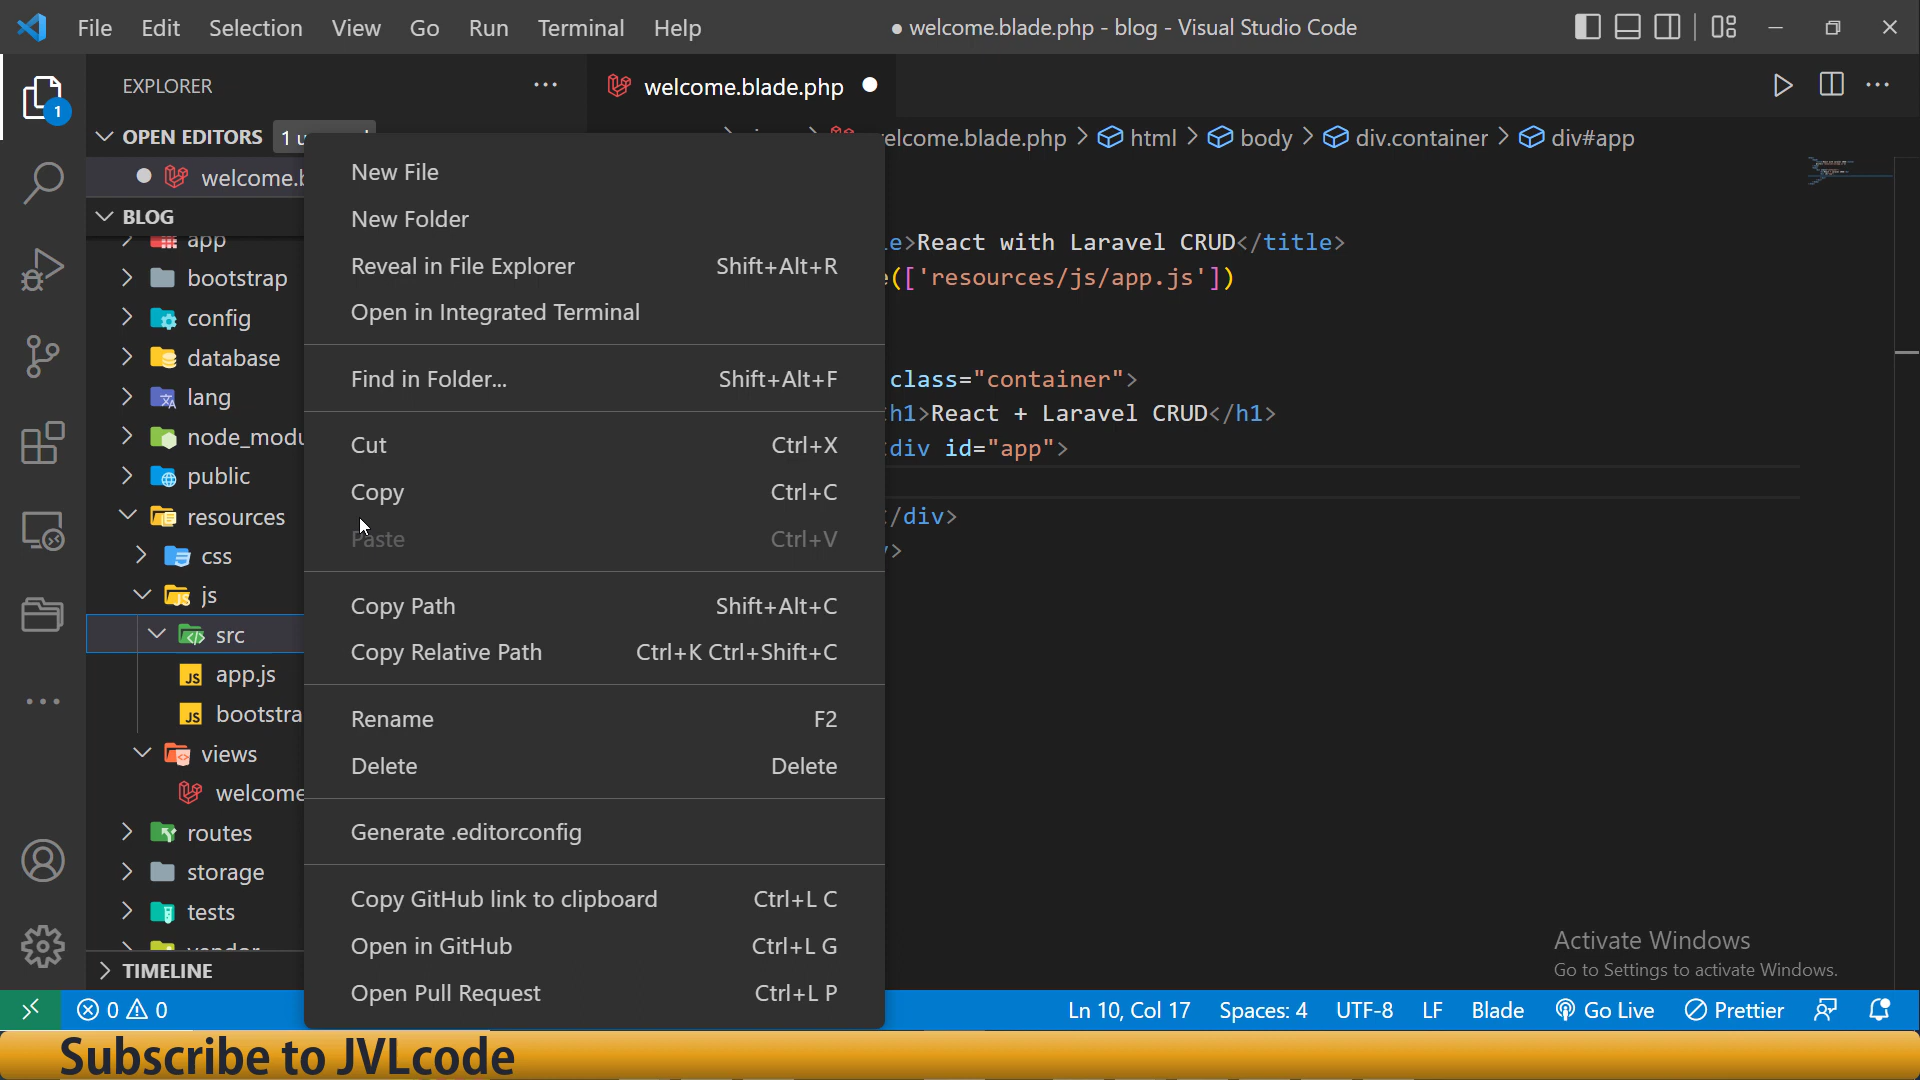 File Edit Selection View Go Run Terminal Help
● welcome.blade.php - blog - Visual Studio Code
EXPLORER
welcome.blade.php
1
OPEN EDITORS
elcome.blade.php > html > body > div.container > div#app
welcome.b
BLOG
app
bootstrap
config
database
lang
node_modu
public
resources
css
js
src
app.js
bootstra
views
welcome
routes
storage
tests
TIMELINE
New File
New Folder
Reveal in File Explorer Shift+Alt+R
Open in Integrated Terminal
Find in Folder... Shift+Alt+F
Cut Ctrl+X
Copy Ctrl+C
Paste Ctrl+V
Copy Path Shift+Alt+C
Copy Relative Path Ctrl+K Ctrl+Shift+C
Rename F2
Delete Delete
Generate .editorconfig
Copy GitHub link to clipboard Ctrl+L C
Open in GitHub Ctrl+L G
Open Pull Request Ctrl+L P
e>React with Laravel CRUD</title>
(['resources/js/app.js'])
class="container">
h1>React + Laravel CRUD</h1>
div id="app">
/div>
>
Activate Windows
Go to Settings to activate Windows.
0 0
Ln 10, Col 17 Spaces: 4 UTF-8 LF Blade Go Live Prettier
Subscribe to JVLcode